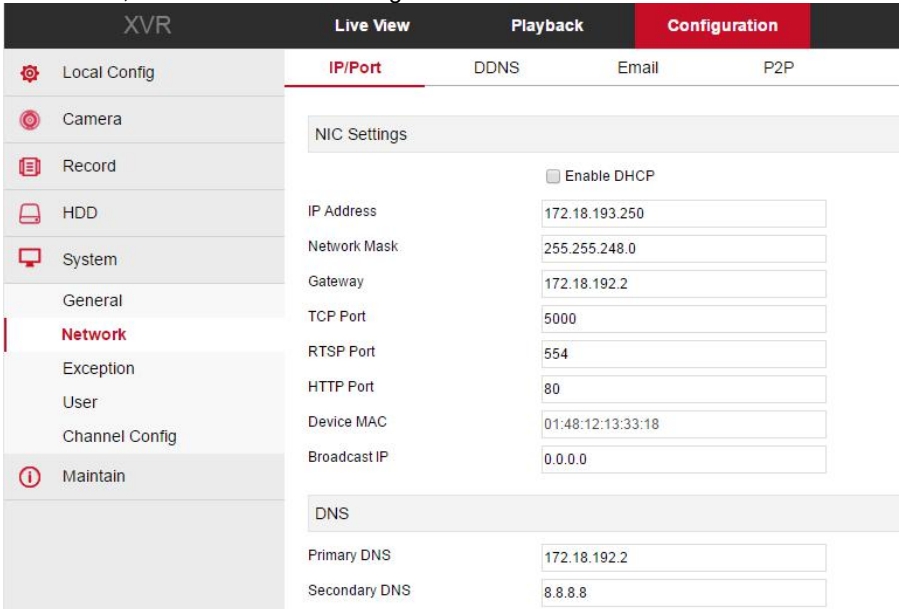 XVR Live View Playback Configuration
Local Config IP/Port DDNS Email P2P
Camera
NIC Settings
Record Enable DHCP
HDD IP Address 172.18.193.250
Network Mask 255.255.248.0
System
Gateway 172.18.192.2
General
TCP Port 5000
Network
RTSP Port 554
Exception
HTTP Port 80
User
Device MAC 01:48:12:13:33:18
Channel Config
Broadcast IP 0.0.0.0
Maintain
DNS
Primary DNS 172.18.192.2
Secondary DNS 8.8.8.8